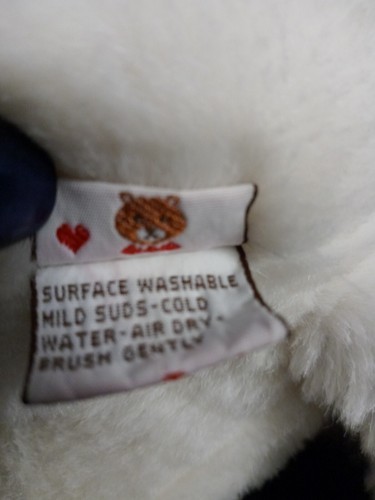 SURFACE WASHABLE
MILD SUDS-COLD
WATER-AIR DRY-
BRUSH GENTLY